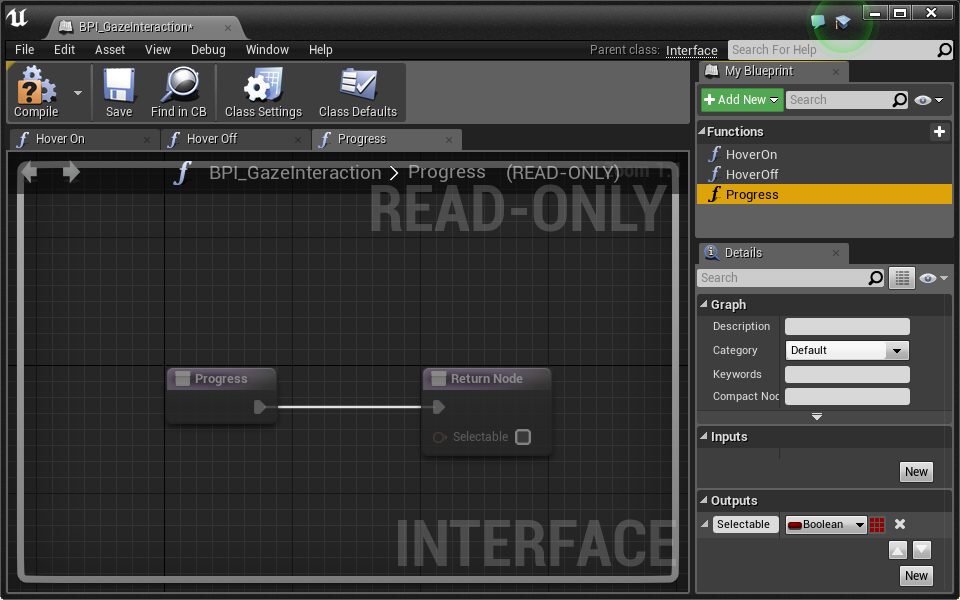 BPI_GazeInteraction*
File Edit Asset View Debug Window Help
Parent class: Interface
Search For Help
Compile
Save
Find in CB
Class Settings
Class Defaults
Hover On
Hover Off
Progress
BPI_GazeInteraction > Progress (READ-ONLY)
READ-ONLY
Progress
Return Node
Selectable
INTERFACE
My Blueprint
Add New
Search
Functions
HoverOn
HoverOff
Progress
Details
Search
Graph
Description
Category
Default
Keywords
Compact Nod
Inputs
New
Outputs
Selectable
Boolean
New